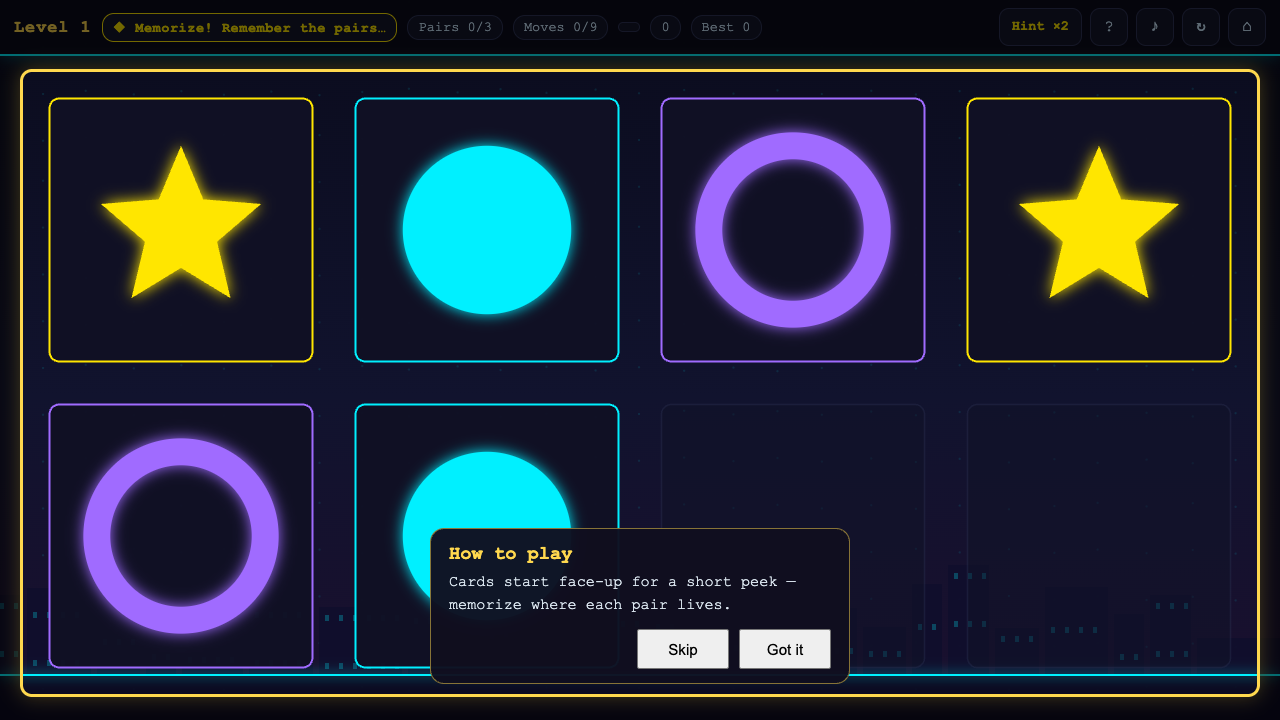 Level 1
◆ Memorize! Remember the pairs…
Pairs 0/3
Moves 0/9
0
Best 0
Hint ×2
?
♪
↻
⌂
How to play
Cards start face-up for a short peek —
memorize where each pair lives.
Skip
Got it